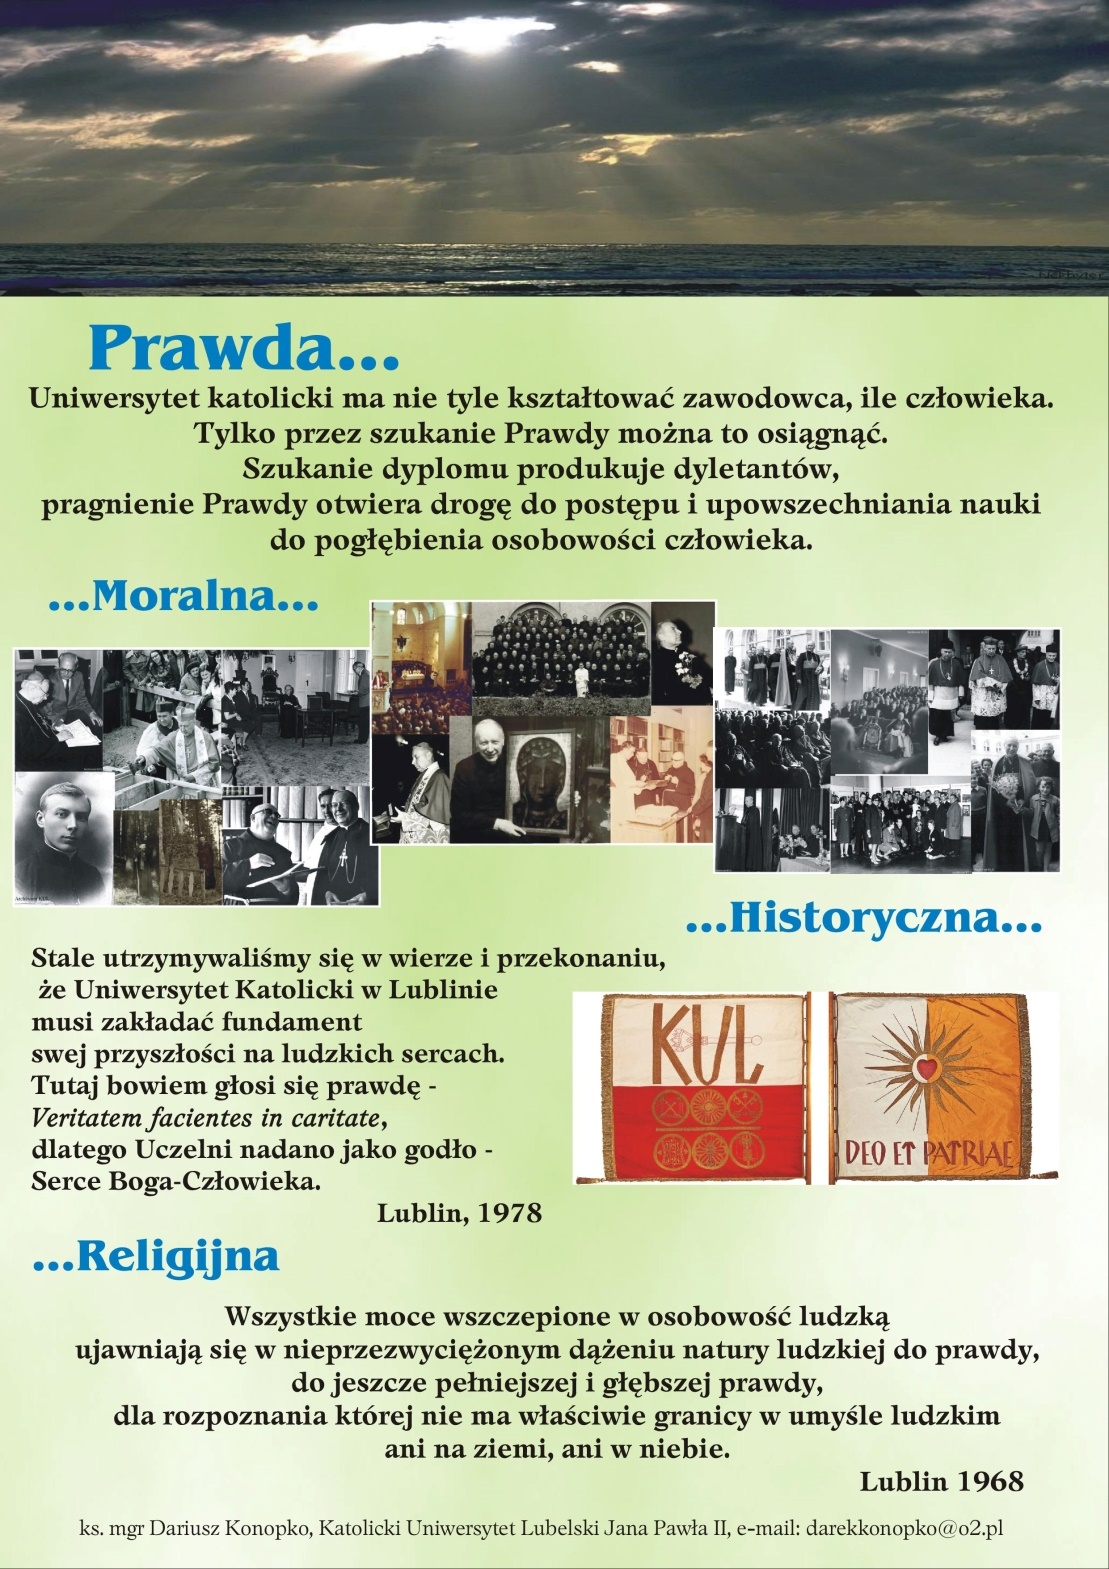 Prawda...
Uniwersytet katolicki ma nie tyle kształtować zawodowca, ile człowieka.
Tylko przez szukanie Prawdy można to osiągnąć.
Szukanie dyplomu produkuje dyletantów,
pragnienie Prawdy otwiera drogę do postępu i upowszechniania nauki
do pogłębienia osobowości człowieka.
...Moralna...
...Historyczna...
Stale utrzymywaliśmy się w wierze i przekonaniu,
że Uniwersytet Katolicki w Lublinie
musi zakładać fundament
swej przyszłości na ludzkich sercach.
Tutaj bowiem głosi się prawdę -
Veritatem facientes in caritate,
dlatego Uczelni nadano jako godło -
Serce Boga-Człowieka.
Lublin, 1978
KUL
DEO ET PATRIAE
...Religijna
Wszystkie moce wszczepione w osobowość ludzką
ujawniają się w nieprzezwyciężonym dążeniu natury ludzkiej do prawdy,
do jeszcze pełniejszej i głębszej prawdy,
dla rozpoznania której nie ma właściwie granicy w umyśle ludzkim
ani na ziemi, ani w niebie.
Lublin 1968
ks. mgr Dariusz Konopko, Katolicki Uniwersytet Lubelski Jana Pawła II, e-mail: darekkonopko@o2.pl